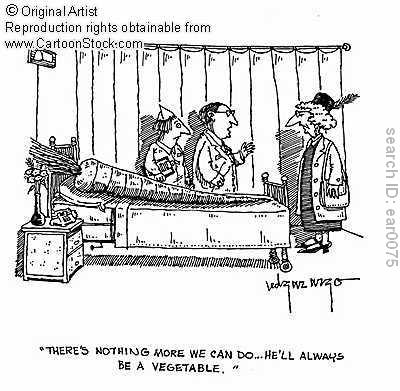 © Original Artist
Reproduction rights obtainable from
www.CartoonStock.com
search ID: ear0075
"THERE'S NOTHING MORE WE CAN DO...HE'LL ALWAYS
BE A VEGETABLE."